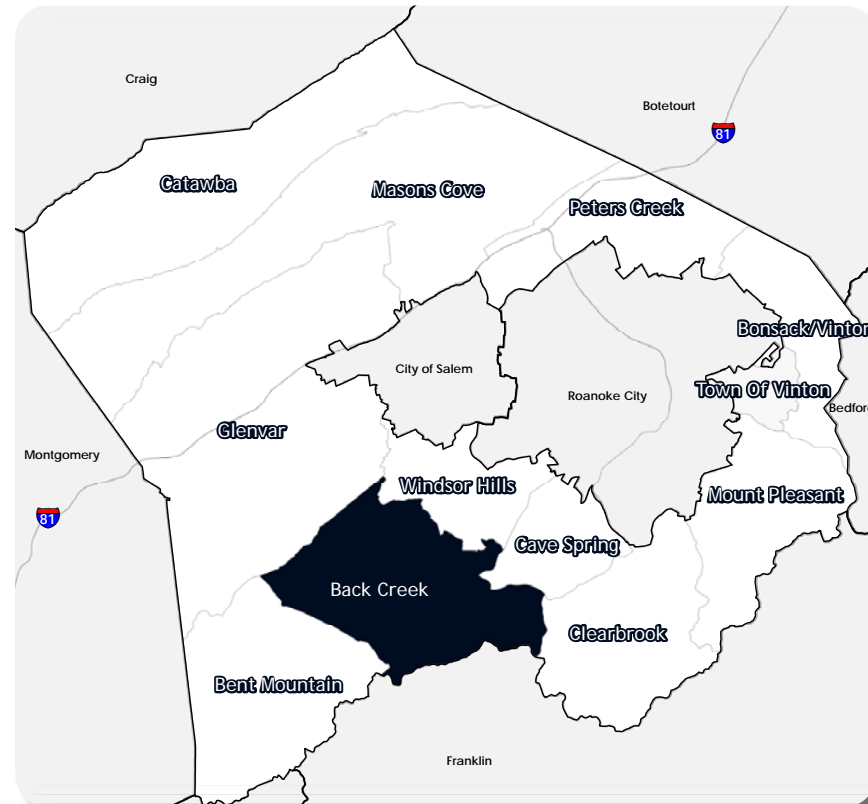 Craig
Botetourt
81
Catawba
Masons Cove
Peters Creek
Bonsack/Vinton
City of Salem
Roanoke City
Town Of Vinton
Bedford
Glenvar
Montgomery
Windsor Hills
Mount Pleasant
81
Cave Spring
Back Creek
Clearbrook
Bent Mountain
Franklin